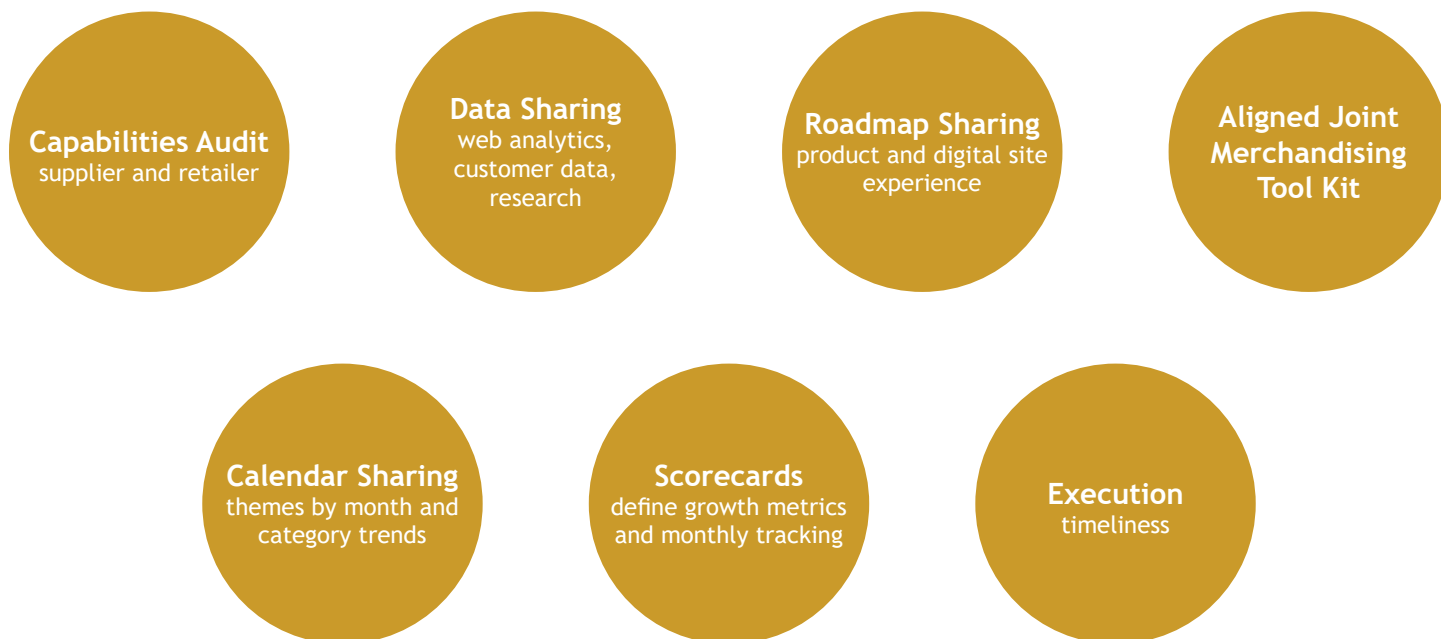 Capabilities Audit
supplier and retailer
Data Sharing
web analytics,
customer data,
research
Roadmap Sharing
product and digital site
experience
Aligned Joint
Merchandising
Tool Kit
Calendar Sharing
themes by month and
category trends
Scorecards
define growth metrics
and monthly tracking
Execution
timeliness